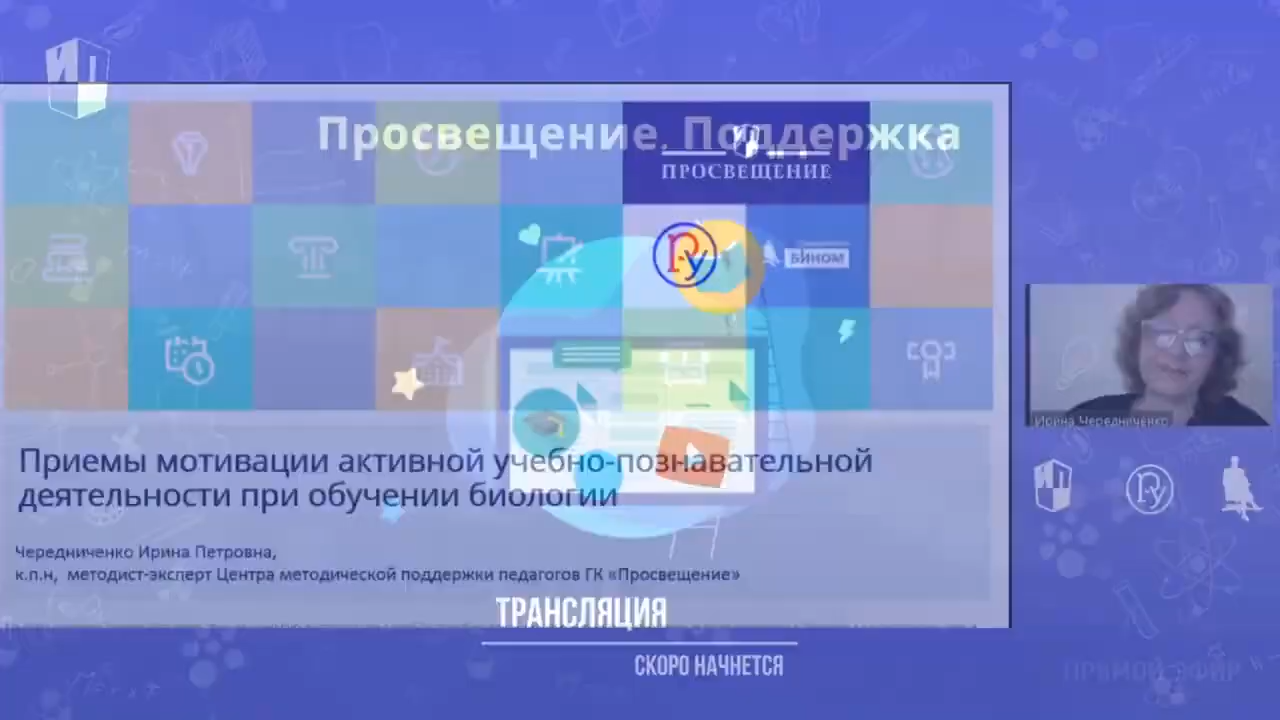 Просвещение. Поддержка
ПРОСВЕЩЕНИЕ
БИНОМ
Приемы мотивации активной учебно-познавательной
деятельности при обучении биологии
Ирина Чередниченко
Чередниченко Ирина Петровна,
к.п.н, методист-эксперт Центра методической поддержки педагогов ГК «Просвещение»
ТРАНСЛЯЦИЯ
СКОРО НАЧНЕТСЯ
ПРЯМОЙ ЭФИР